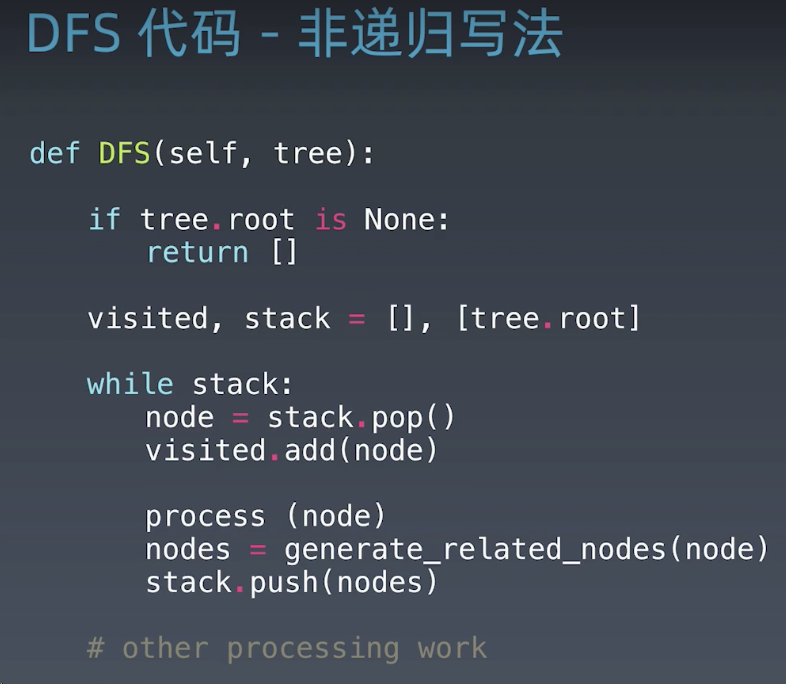 DFS 代码 - 非递归写法
def DFS(self, tree):
if tree.root is None:
return []
visited, stack = [], [tree.root]
while stack:
node = stack.pop()
visited.add(node)
process (node)
nodes = generate_related_nodes(node)
stack.push(nodes)
# other processing work